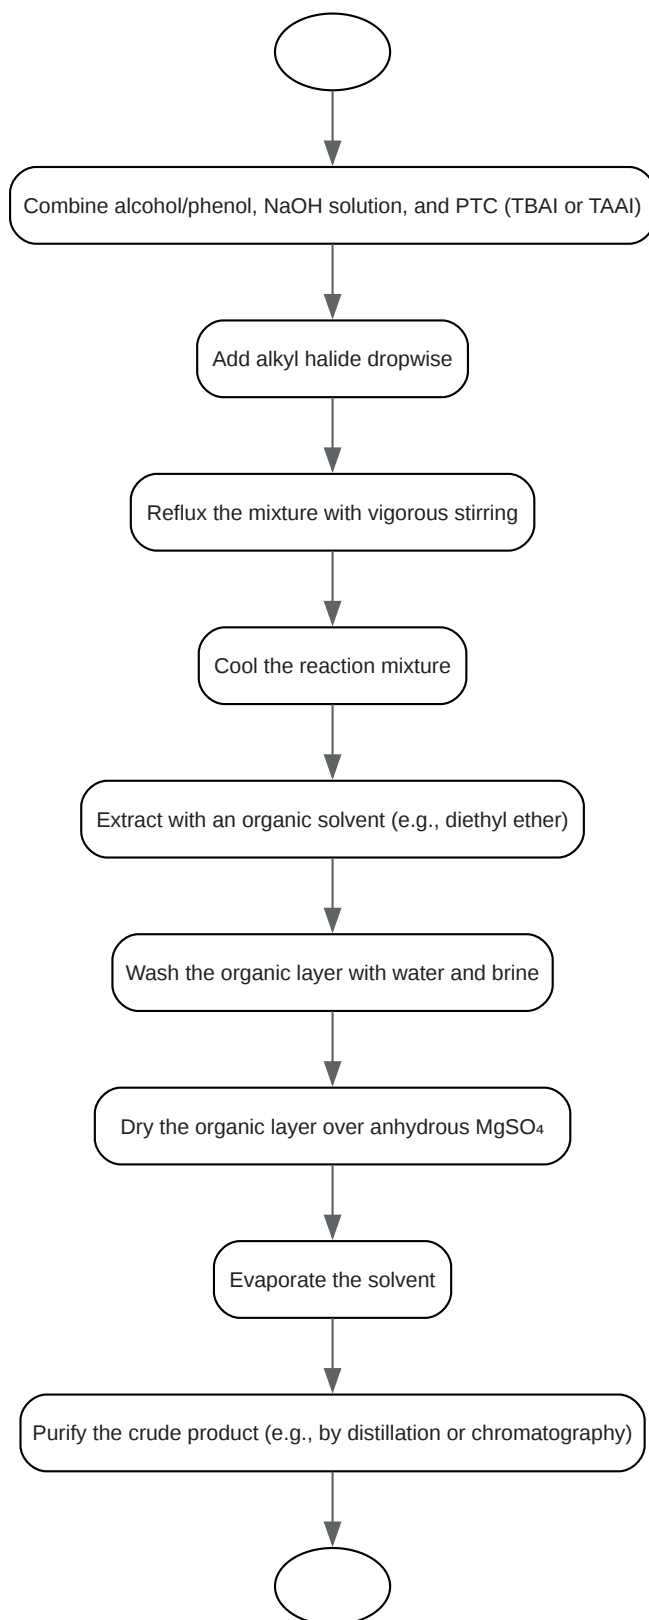 Combine alcohol/phenol, NaOH solution, and PTC (TBAI or TAAI)
Add alkyl halide dropwise
Reflux the mixture with vigorous stirring
Cool the reaction mixture
Extract with an organic solvent (e.g., diethyl ether)
Wash the organic layer with water and brine
Dry the organic layer over anhydrous MgSO₄
Evaporate the solvent
Purify the crude product (e.g., by distillation or chromatography)